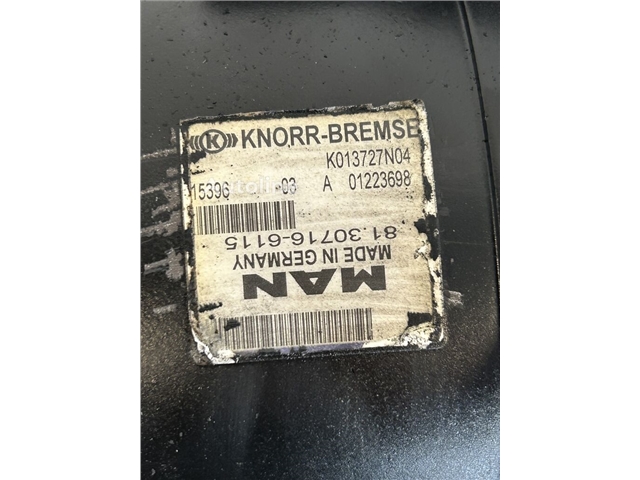 K KNORR-BREMSE
K013727N04
15396 03 A 01223698
81.30716-6115
MADE IN GERMANY
MAN